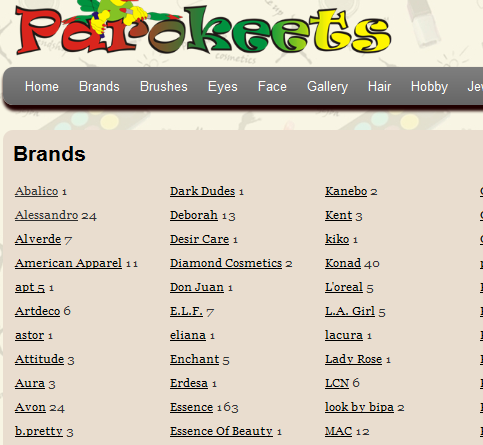 Parokeets
Home Brands Brushes Eyes Face Gallery Hair Hobby
Brands
Abalico 1
Alessandro 24
Alverde 7
American Apparel 11
apt 5 1
Artdeco 6
astor 1
Attitude 3
Aura 3
Avon 24
b.pretty 3
Dark Dudes 1
Deborah 13
Desir Care 1
Diamond Cosmetics 2
Don Juan 1
E.L.F. 7
eliana 1
Enchant 5
Erdesa 1
Essence 163
Essence Of Beauty 1
Kanebo 2
Kent 3
kiko 1
Konad 40
L'oreal 5
L.A. Girl 5
lacura 1
Lady Rose 1
LCN 6
look by bipa 2
MAC 12